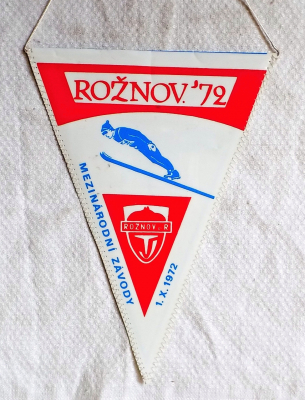 ROŽNOV.'72
MEZINÁRODNÍ ZÁVODY
ROŽNOV.R
1.X.1972